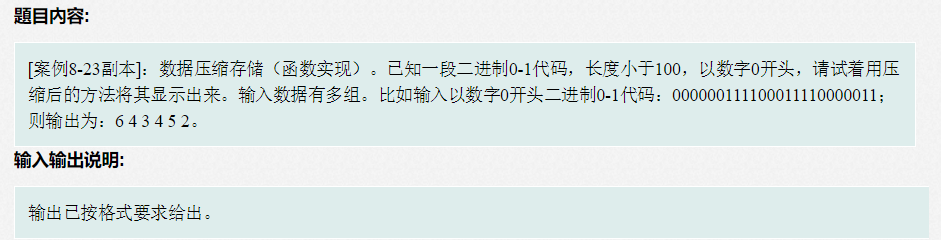 题目内容:
[案例8-23副本]：数据压缩存储（函数实现）。已知一段二进制0-1代码，长度小于100，以数字0开头，请试着用压
缩后的方法将其显示出来。输入数据有多组。比如输入以数字0开头二进制0-1代码：000000111100011110000011；
则输出为：6 4 3 4 5 2。
输入输出说明:
输出已按格式要求给出。